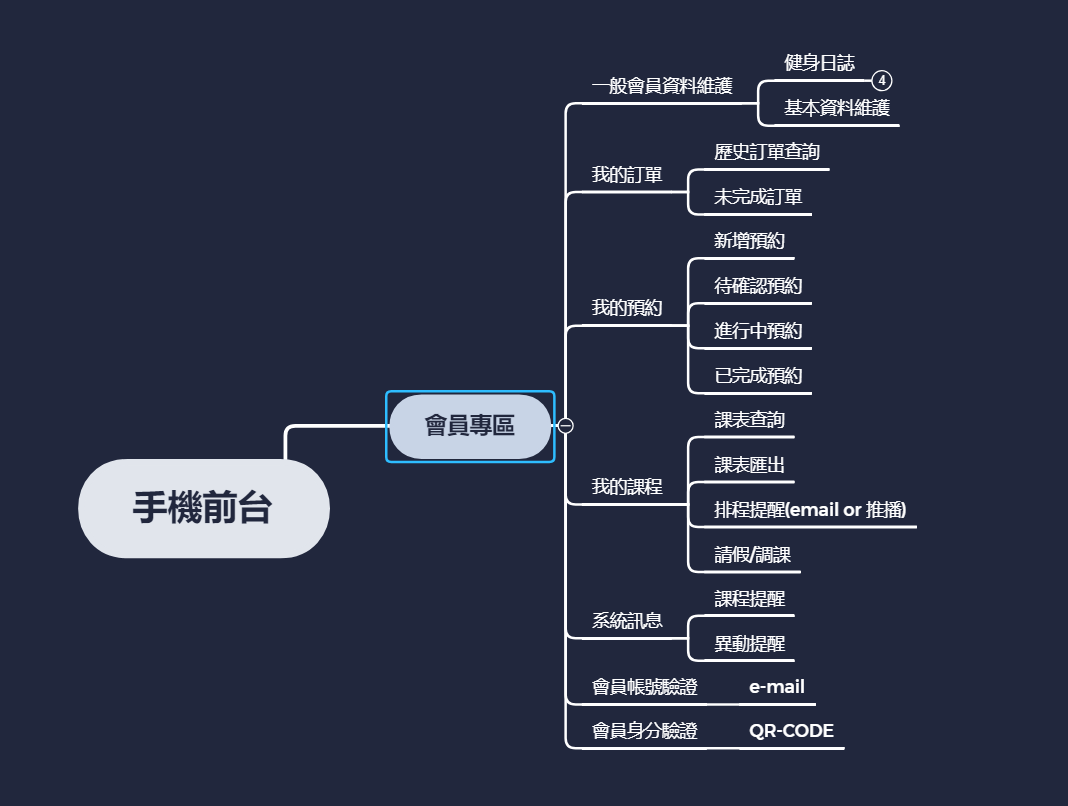 手機前台
會員專區
一般會員資料維護
健身日誌
4
基本資料維護
我的訂單
歷史訂單查詢
未完成訂單
我的預約
新增預約
待確認預約
進行中預約
已完成預約
我的課程
課表查詢
課表匯出
排程提醒(email or 推播)
請假/調課
系統訊息
課程提醒
異動提醒
會員帳號驗證
e-mail
會員身分驗證
QR-CODE